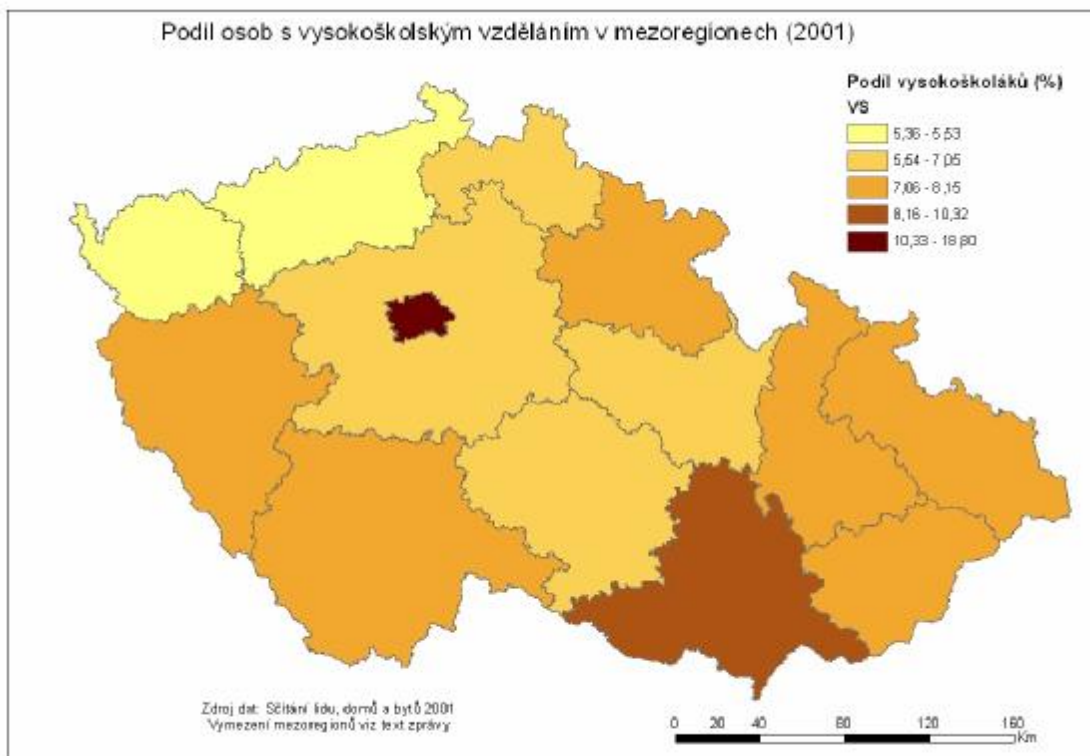 Podíl osob s vysokoškolským vzděláním v mezoregionech (2001)
Podíl vysokoškoláků (%)
VS
5,36 - 5,53
5,54 - 7,05
7,06 - 8,15
8,16 - 10,32
10,33 - 18,80
Zdroj dat: Sčítání lidu, domů a bytů 2001
Vymezení mezoregionů viz text zprávy
0 20 40 80 120 160
Km